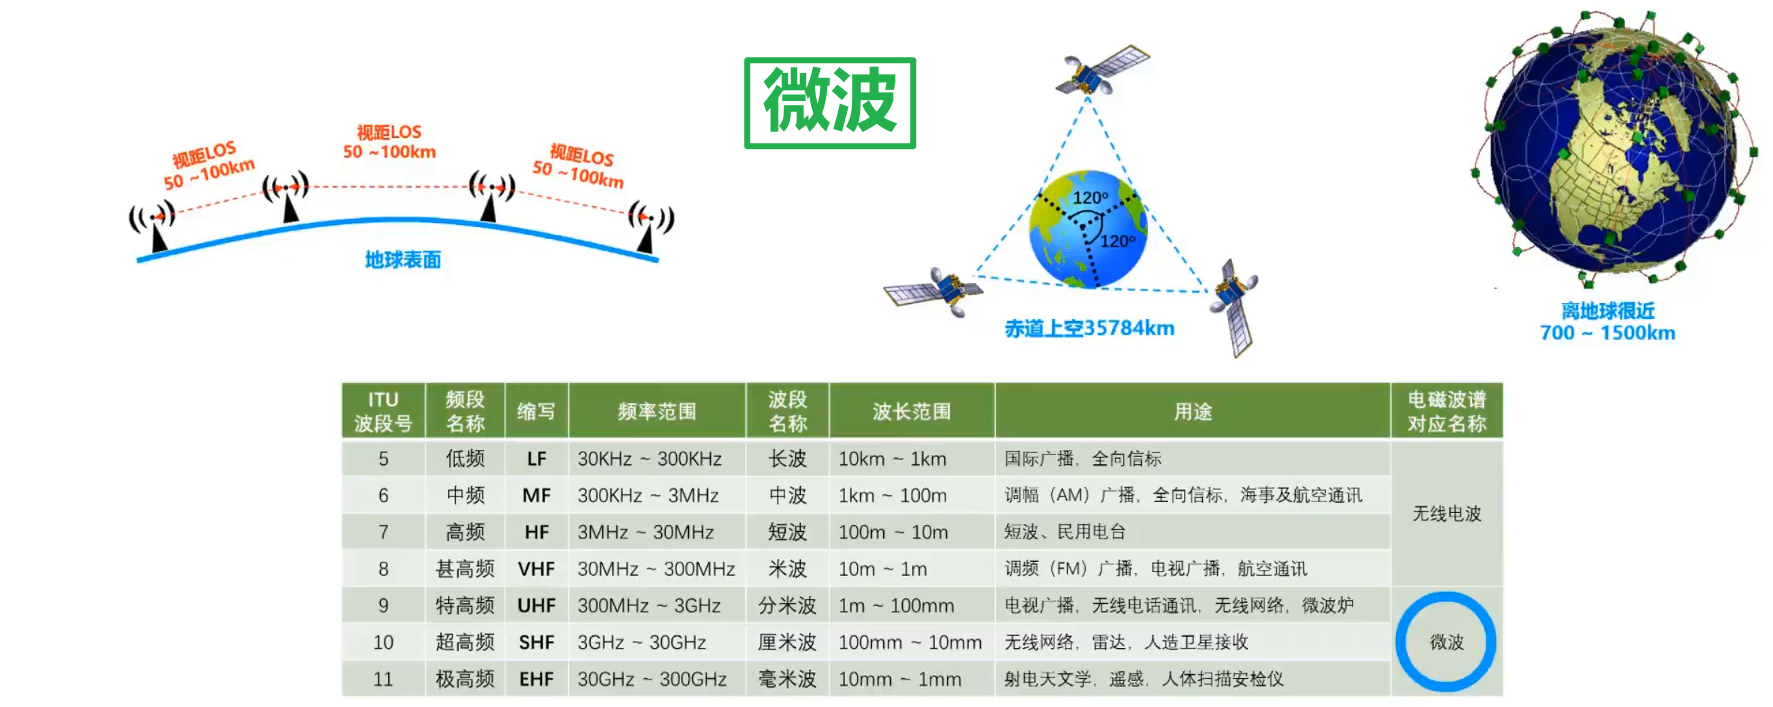 微波
视距LOS
50 ~100km
视距LOS
50 ~100km
视距LOS
50 ~100km
地球表面
120°
120°
赤道上空35784km
离地球很近
700 ~ 1500km
ITU
波段号
频段
名称
缩写
频率范围
波段
名称
波长范围
用途
电磁波谱
对应名称
5 低频 LF 30KHz ~ 300KHz 长波 10km ~ 1km 国际广播，全向信标
6 中频 MF 300KHz ~ 3MHz 中波 1km ~ 100m 调幅（AM）广播，全向信标，海事及航空通讯
7 高频 HF 3MHz ~ 30MHz 短波 100m ~ 10m 短波、民用电台
无线电波
8 甚高频 VHF 30MHz ~ 300MHz 米波 10m ~ 1m 调频（FM）广播，电视广播，航空通讯
9 特高频 UHF 300MHz ~ 3GHz 分米波 1m ~ 100mm 电视广播，无线电话通讯，无线网络，微波炉
10 超高频 SHF 3GHz ~ 30GHz 厘米波 100mm ~ 10mm 无线网络，雷达，人造卫星接收
微波
11 极高频 EHF 30GHz ~ 300GHz 毫米波 10mm ~ 1mm 射电天文学，遥感，人体扫描安检仪